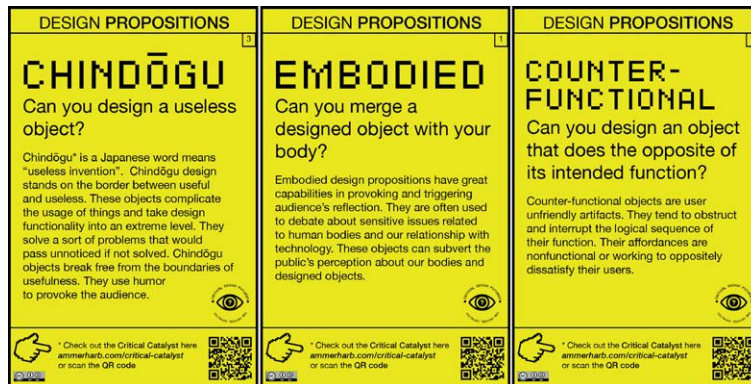 DESIGN PROPOSITIONS
3
CHINDŌGU
Can you design a useless
object?
Chindōgu* is a Japanese word means
"useless invention". Chindōgu design
stands on the border between useful
and useless. These objects complicate
the usage of things and take design
functionality into an extreme level. They
solve a sort of problems that would
pass unnoticed if not solved. Chindōgu
objects break free from the boundaries of
usefulness. They use humor
to provoke the audience.
* Check out the Critical Catalyst here
ammerharb.com/critical-catalyst
or scan the QR code
DESIGN PROPOSITIONS
1
EMBODIED
Can you merge a
designed object with your
body?
Embodied design propositions have great
capabilities in provoking and triggering
audience's reflection. They are often used
to debate about sensitive issues related
to human bodies and our relationship with
technology. These objects can subvert the
public's perception about our bodies and
designed objects.
* Check out the Critical Catalyst here
ammerharb.com/critical-catalyst
or scan the QR code
DESIGN PROPOSITIONS
COUNTER-
FUNCTIONAL
Can you design an object
that does the opposite of
its intended function?
Counter-functional objects are user
unfriendly artifacts. They tend to obstruct
and interrupt the logical sequence of
their function. Their affordances are
nonfunctional or working to oppositely
dissatisfy their users.
* Check out the Critical Catalyst here
ammerharb.com/critical-catalyst
or scan the QR code